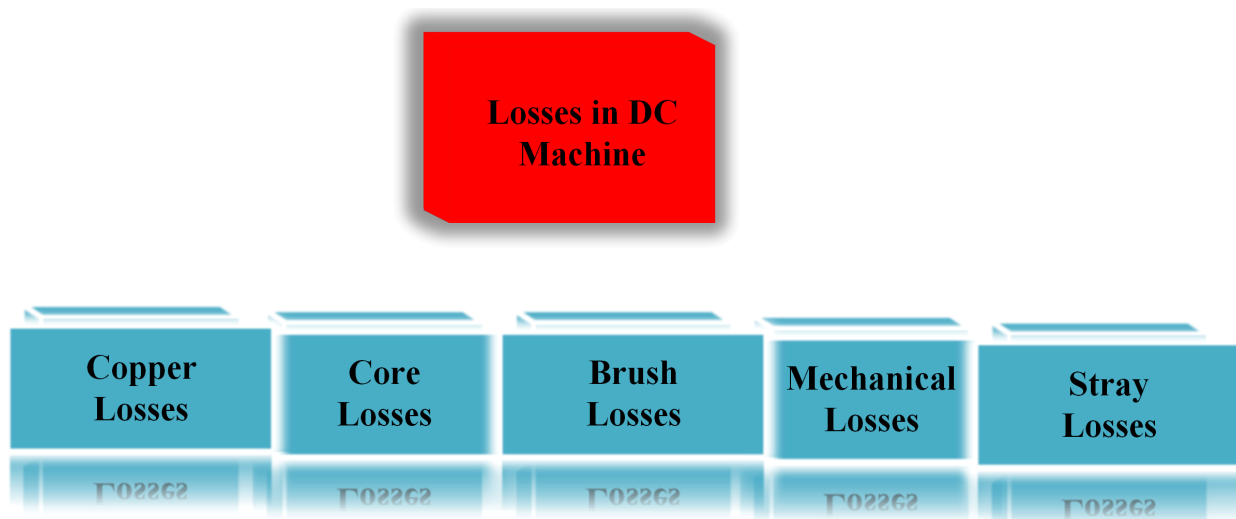 Losses in DC
Machine
Copper
Losses
Core
Losses
Brush
Losses
Mechanical
Losses
Stray
Losses